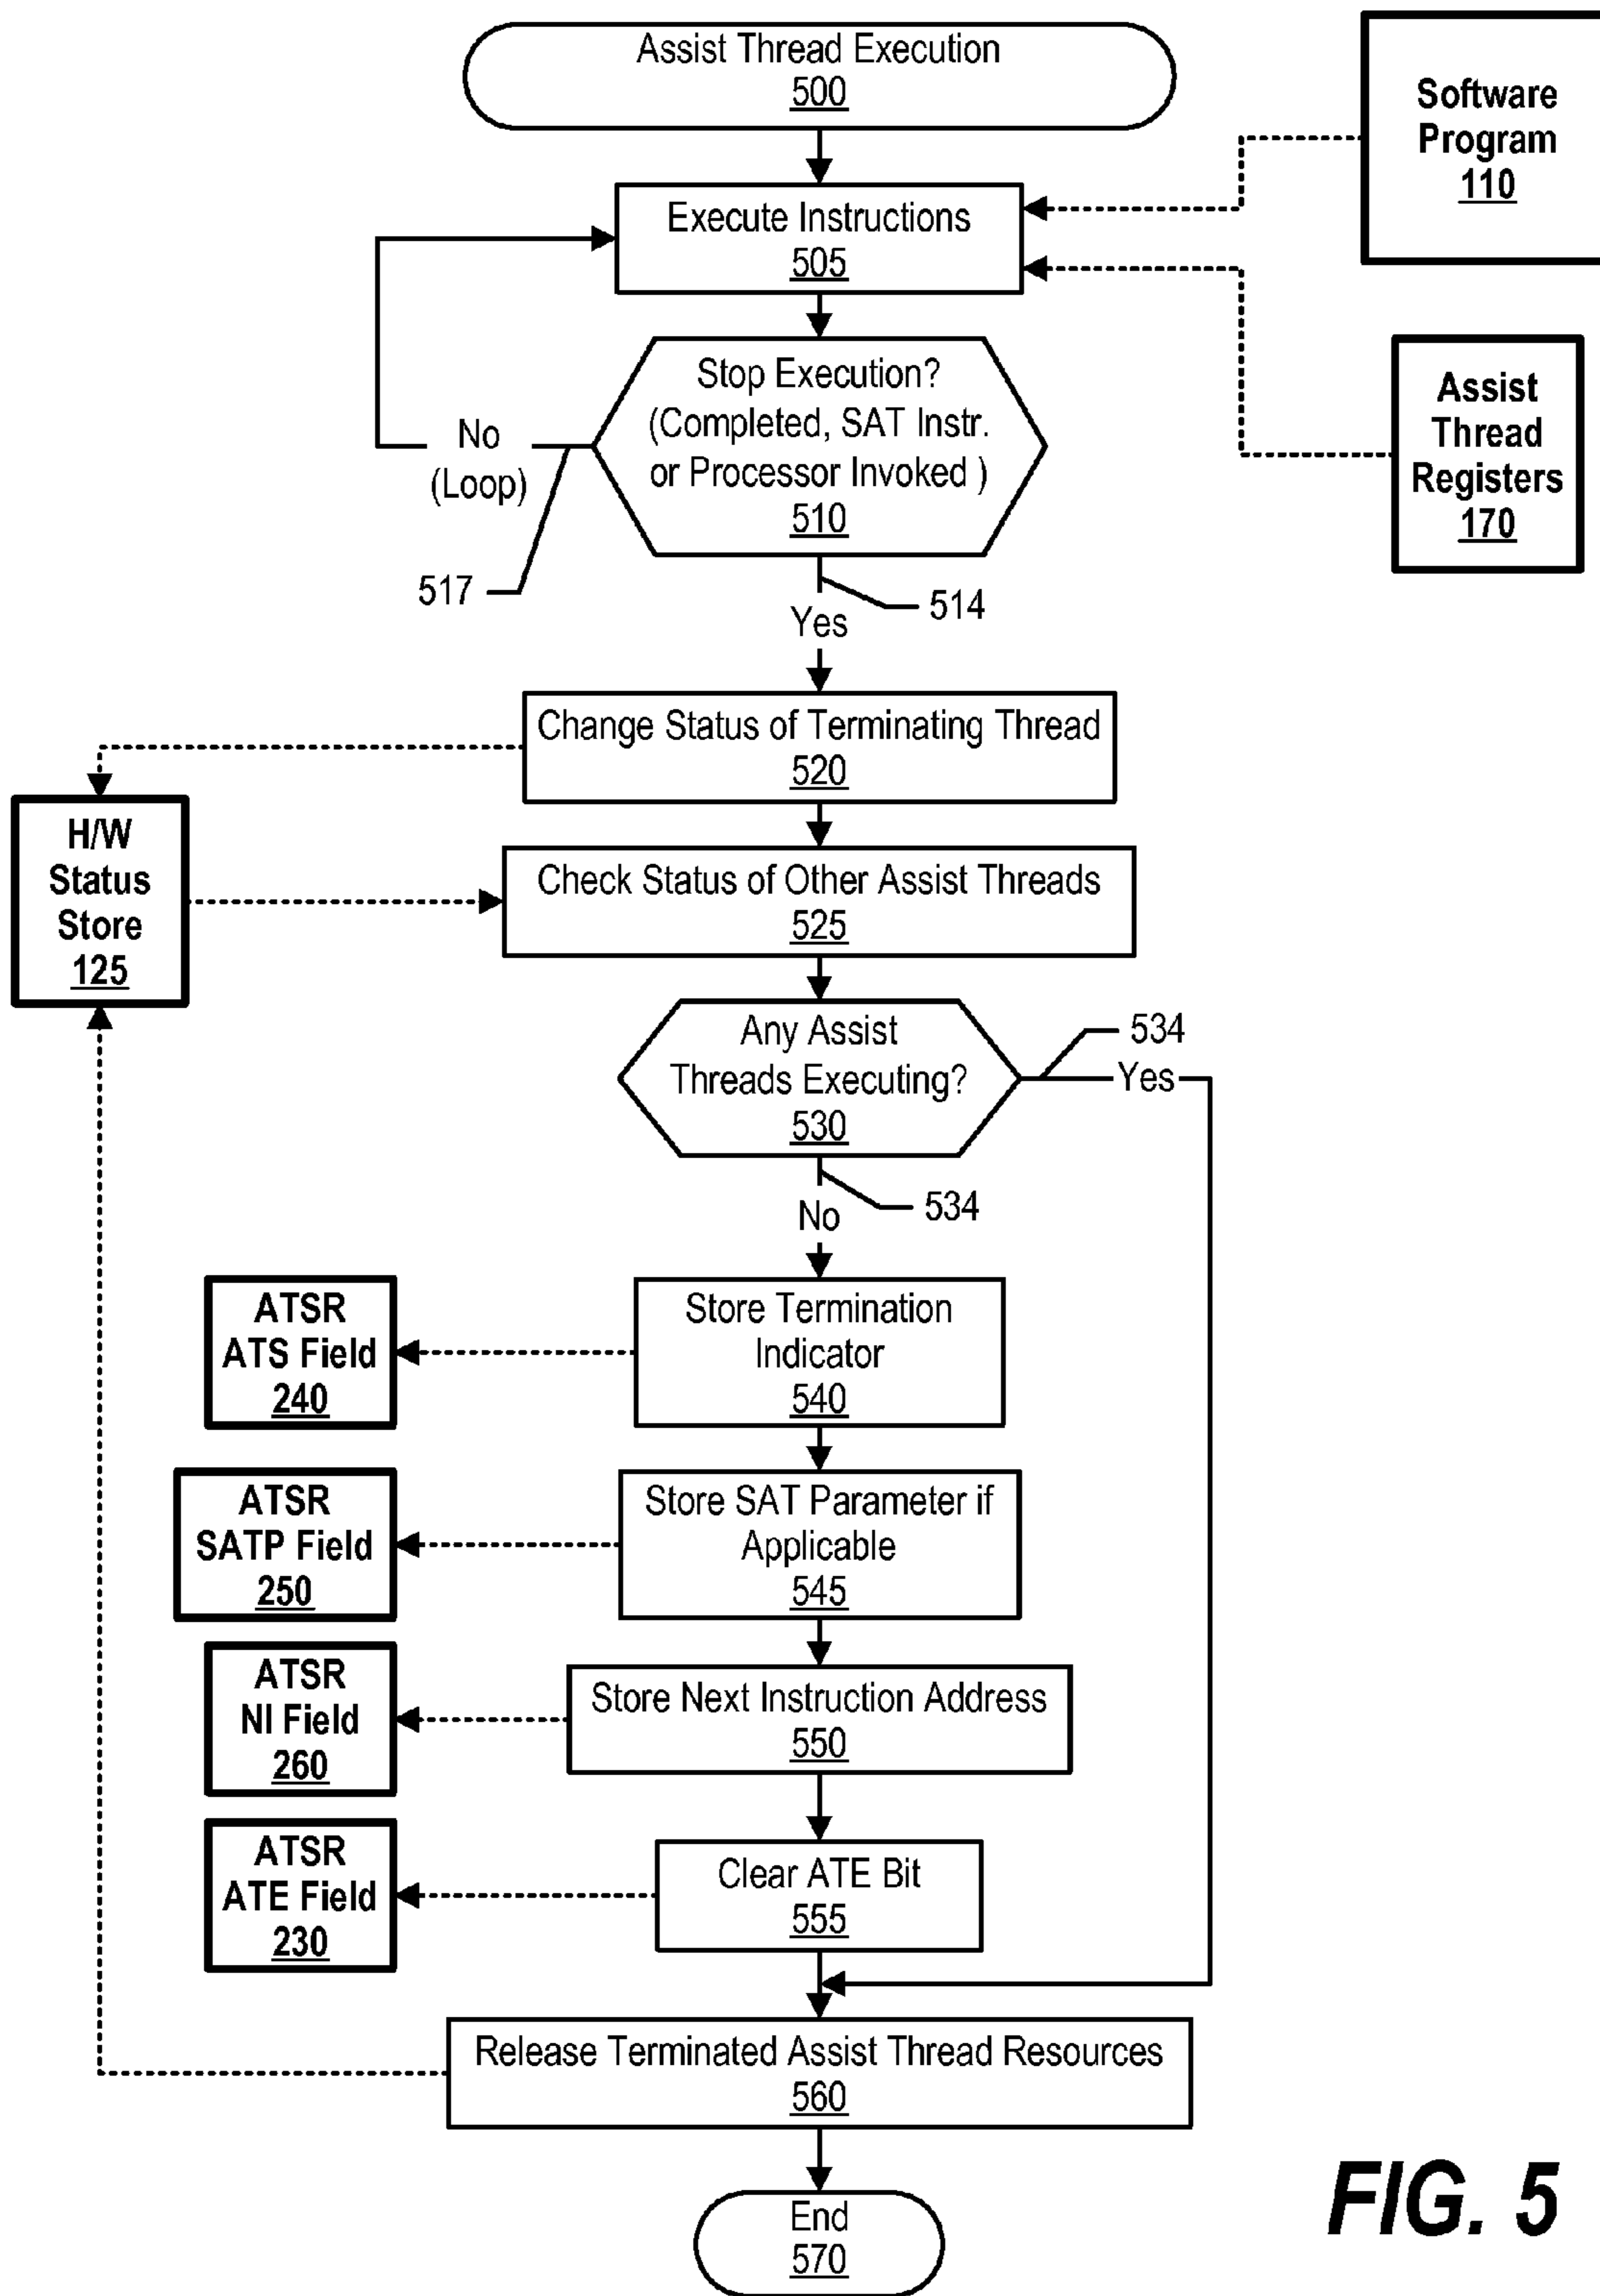 Assist Thread Execution
500
Software
Program
110
Execute Instructions
505
Stop Execution?
(Completed, SAT Instr.
or Processor Invoked )
510
No
(Loop)
517
514
Yes
Assist
Thread
Registers
170
Change Status of Terminating Thread
520
H/W
Status
Store
125
Check Status of Other Assist Threads
525
Any Assist
Threads Executing?
530
534
Yes
534
No
ATSR
ATS Field
240
Store Termination
Indicator
540
ATSR
SATP Field
250
Store SAT Parameter if
Applicable
545
ATSR
NI Field
260
Store Next Instruction Address
550
ATSR
ATE Field
230
Clear ATE Bit
555
Release Terminated Assist Thread Resources
560
End
570
FIG. 5